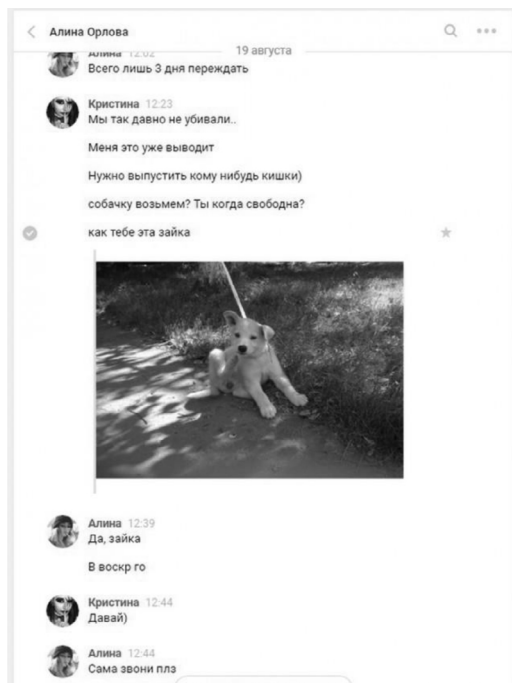 Алина Орлова
19 августа
Алина 12:02
Всего лишь 3 дня переждать
Кристина 12:23
Мы так давно не убивали..
Меня это уже выводит
Нужно выпустить кому нибудь кишки)
собачку возьмем? Ты когда свободна?
как тебе эта зайка
Алина 12:39
Да, зайка
В воскр го
Кристина 12:44
Давай)
Алина 12:44
Сама звони плз